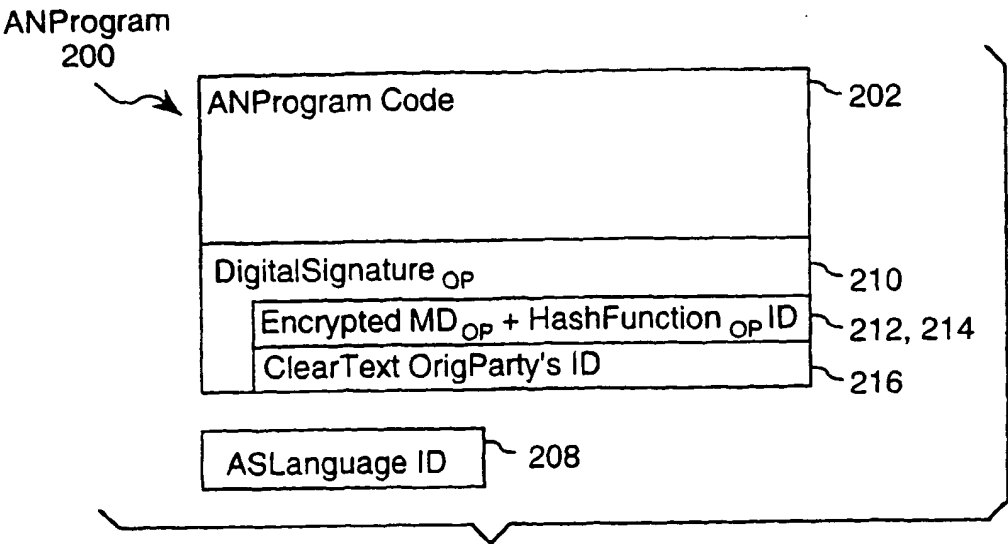 ANProgram
200
ANProgram Code
202
DigitalSignature OP
210
Encrypted MD OP + HashFunction OP ID
212, 214
ClearText OrigParty's ID
216
ASLanguage ID
208